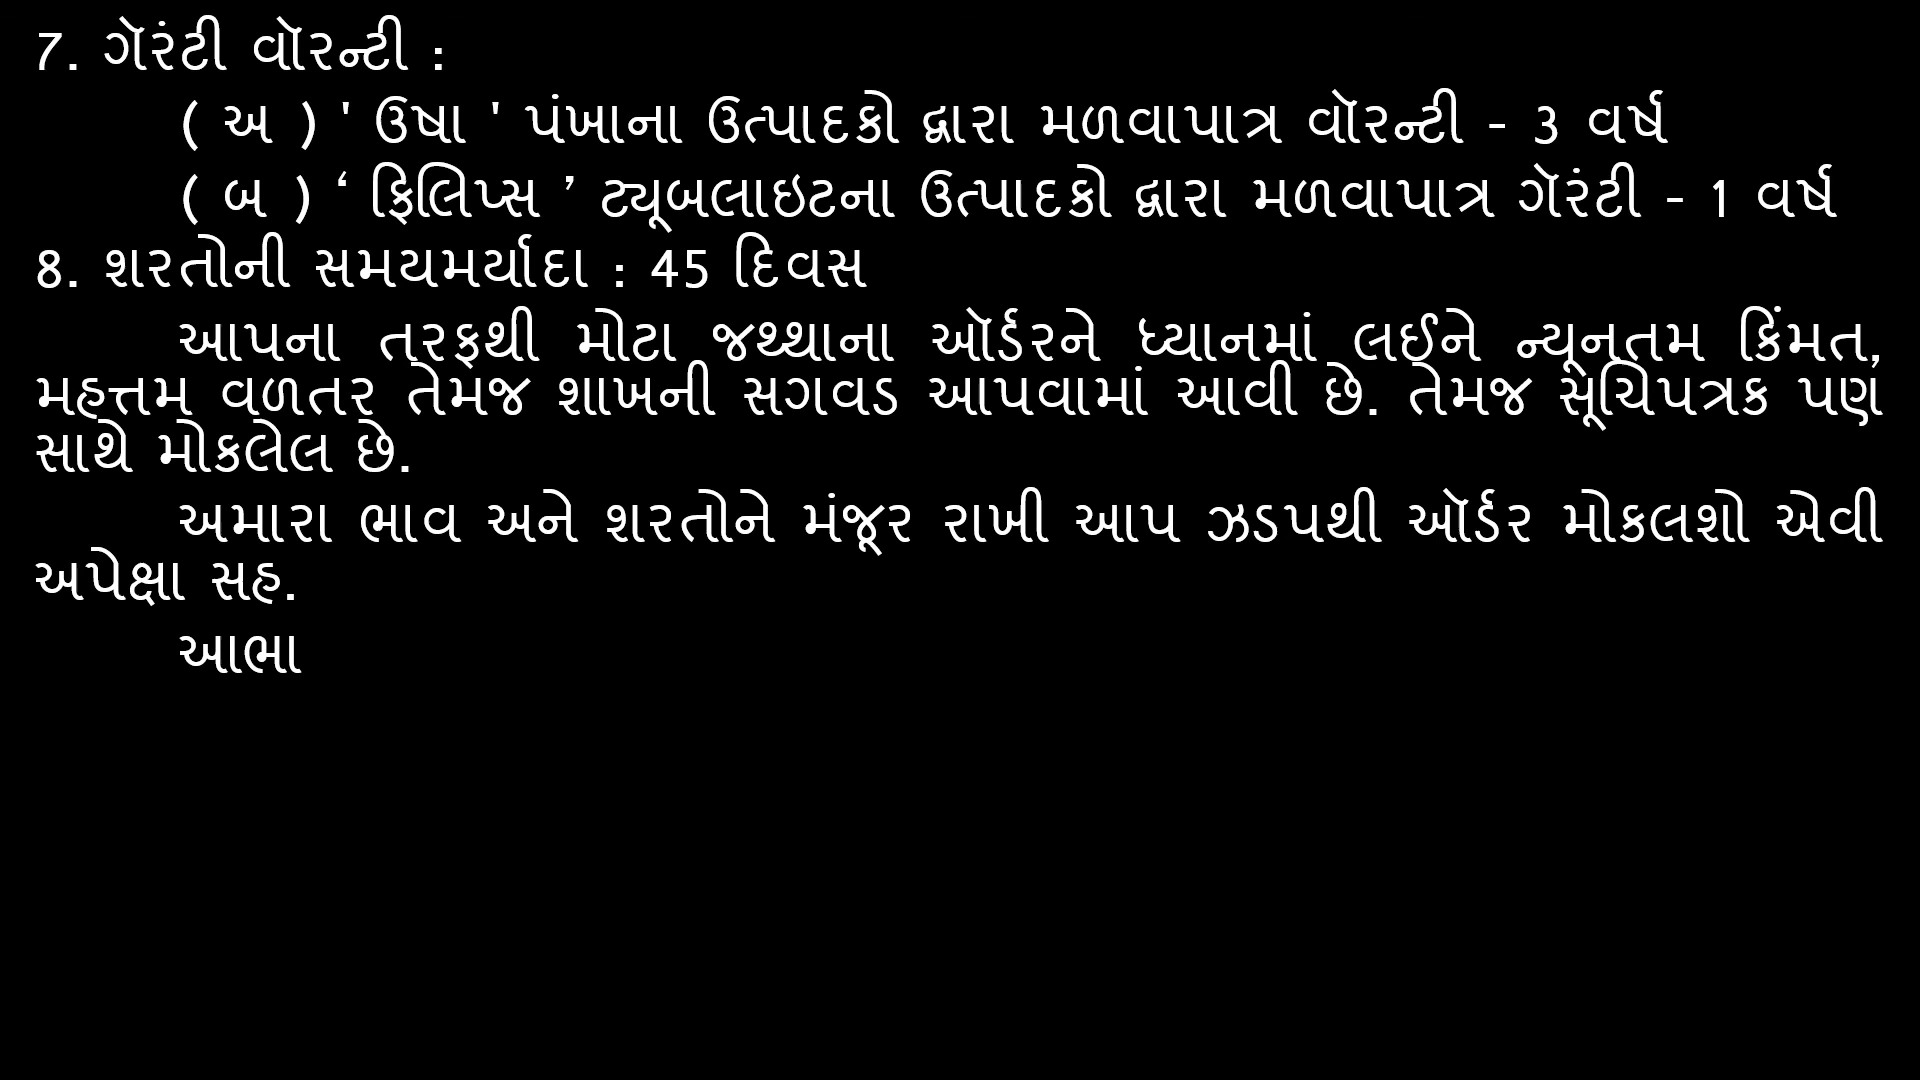 7. ગૅરંટી વૉરન્ટી :
( અ ) ' ઉષા ' પંખાના ઉત્પાદકો દ્વારા મળવાપાત્ર વૉરન્ટી - 3 વર્ષ
( બ ) ‘ ફિલિપ્સ ’ ટ્યૂબલાઇટના ઉત્પાદકો દ્વારા મળવાપાત્ર ગૅરંટી - 1 વર્ષ
8. શરતોની સમયમર્યાદા : 45 દિવસ
આપના તરફથી મોટા જથ્થાના ઑર્ડરને ધ્યાનમાં લઈને ન્યૂનતમ કિંમત,
મહત્તમ વળતર તેમજ શાખની સગવડ આપવામાં આવી છે. તેમજ સૂચિપત્રક પણ
સાથે મોકલેલ છે.
અમારા ભાવ અને શરતોને મંજૂર રાખી આપ ઝડપથી ઑર્ડર મોકલશો એવી
અપેક્ષા સહ.
આભા